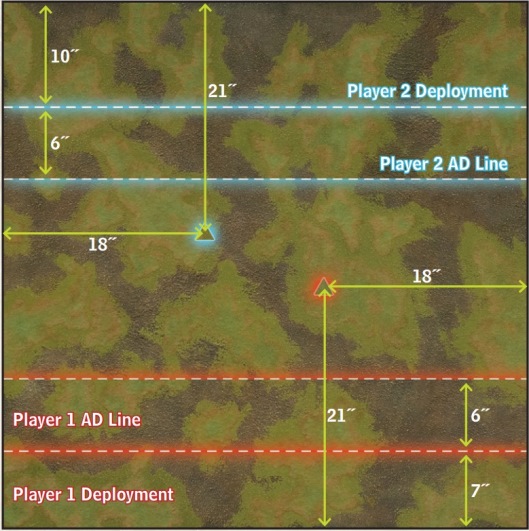 10˝
21˝
Player 2 Deployment
6˝
Player 2 AD Line
18˝
18˝
Player 1 AD Line
21˝
6˝
Player 1 Deployment
7˝